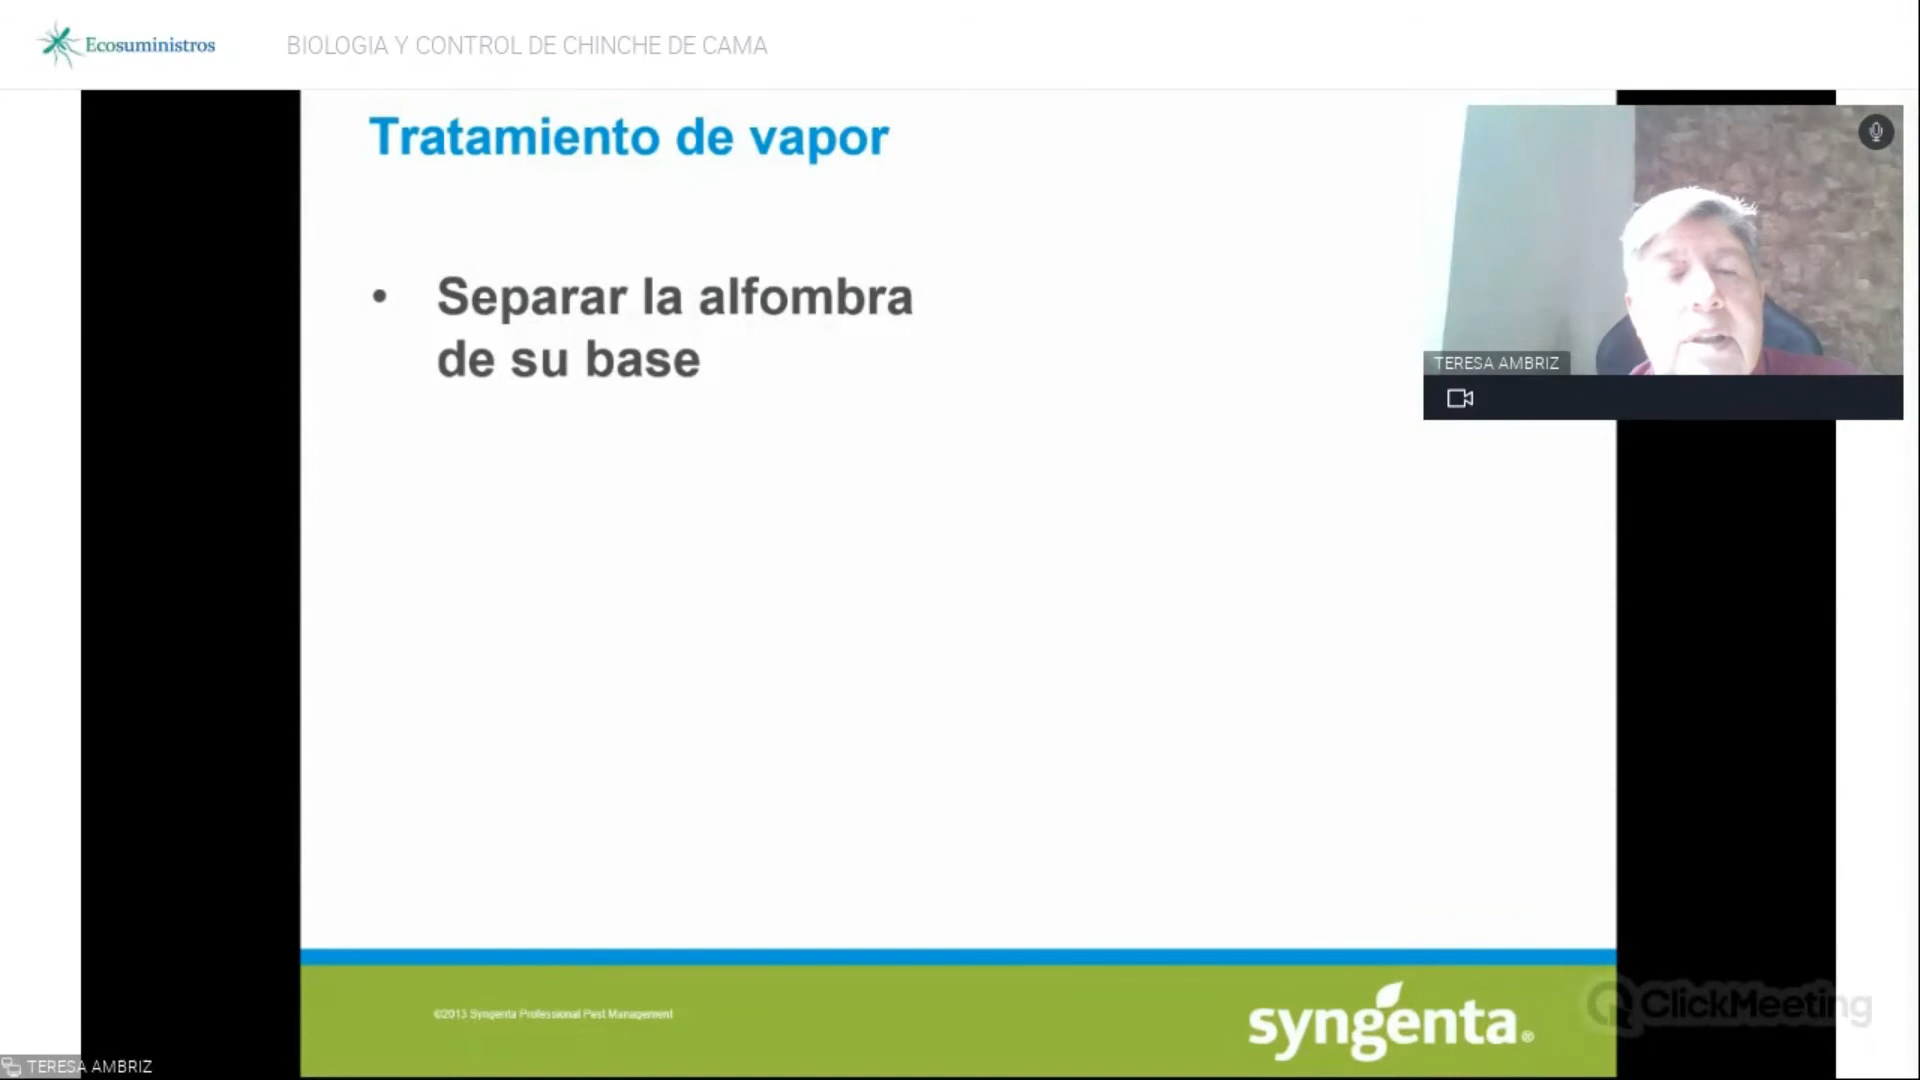 Ecosuministros
BIOLOGIA Y CONTROL DE CHINCHE DE CAMA
Tratamiento de vapor
• Separar la alfombra
de su base
TERESA AMBRIZ
©2013 Syngenta Professional Pest Management
syngenta®
ClickMeeting
TERESA AMBRIZ